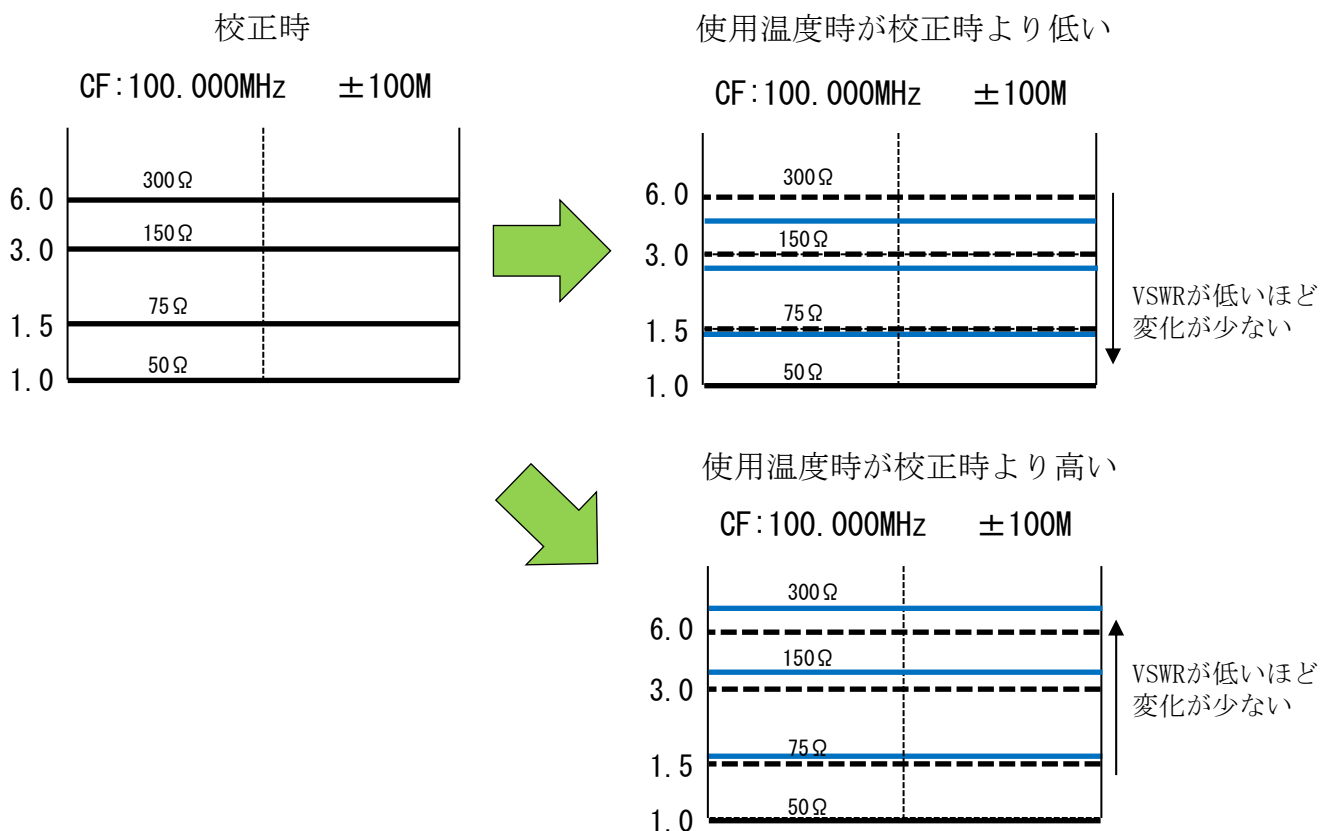 校正時
CF:100.000MHz ±100M
300Ω
6.0
150Ω
3.0
75Ω
1.5
50Ω
1.0
使用温度時が校正時より低い
CF:100.000MHz ±100M
300Ω
6.0
150Ω
3.0
75Ω
1.5
50Ω
1.0
VSWRが低いほど
変化が少ない
使用温度時が校正時より高い
CF:100.000MHz ±100M
300Ω
6.0
150Ω
3.0
75Ω
1.5
50Ω
1.0
VSWRが低いほど
変化が少ない